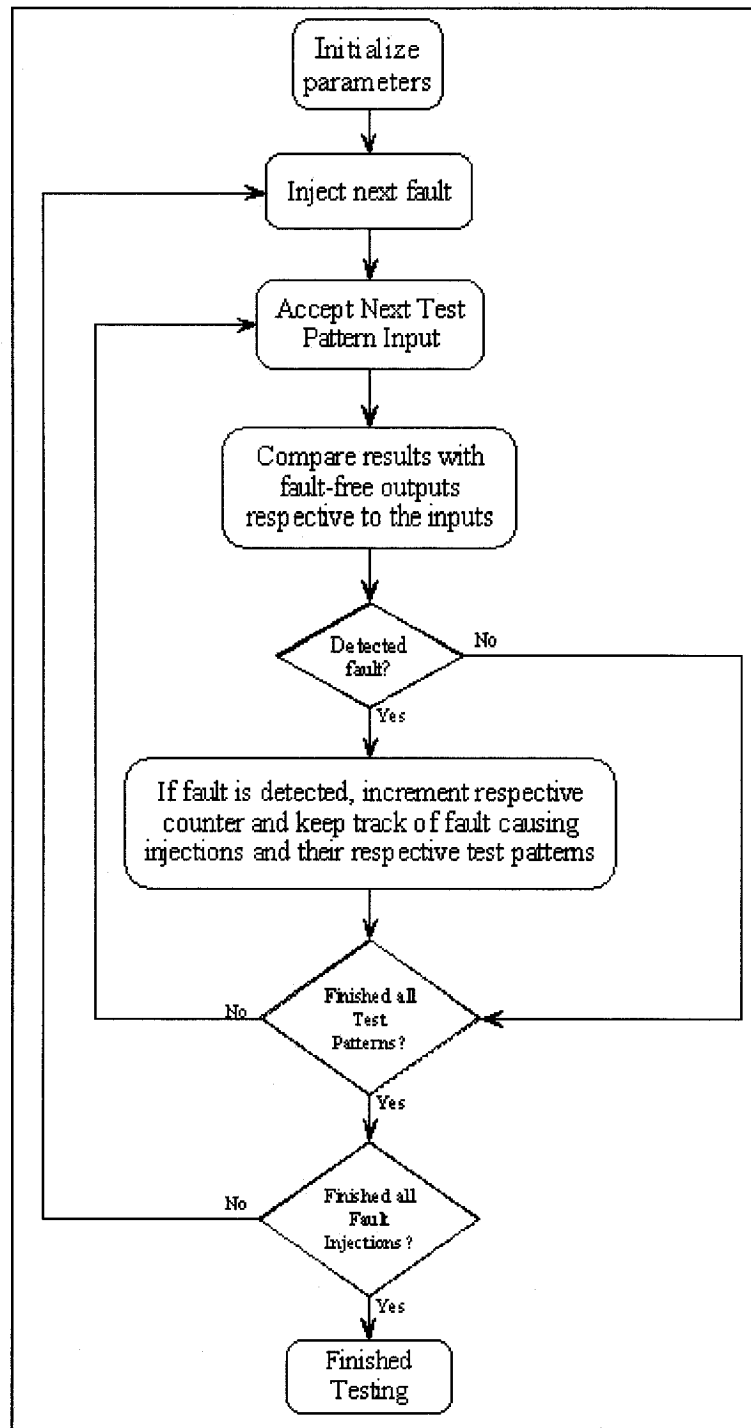 Initialize
parameters
Inject next fault
Accept Next Test
Pattern Input
Compare results with
fault-free outputs
respective to the inputs
Detected
fault?
No
Yes
If fault is detected, increment respective
counter and keep track of fault causing
injections and their respective test patterns
Finished all
Test
Patterns?
No
Yes
Finished all
Fault
Injections?
No
Yes
Finished
Testing